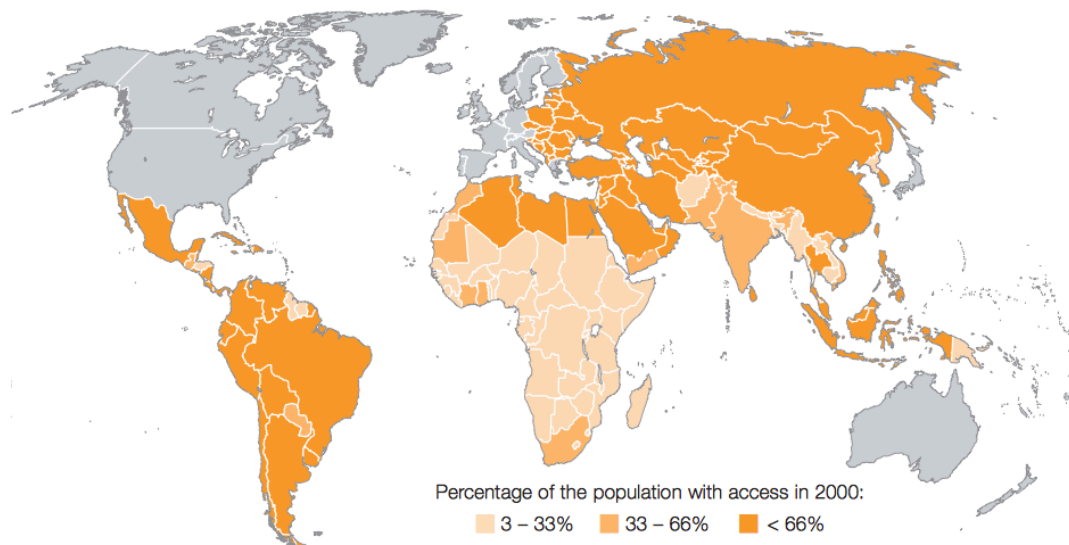 Percentage of the population with access in 2000:
3 – 33% 33 – 66% < 66%